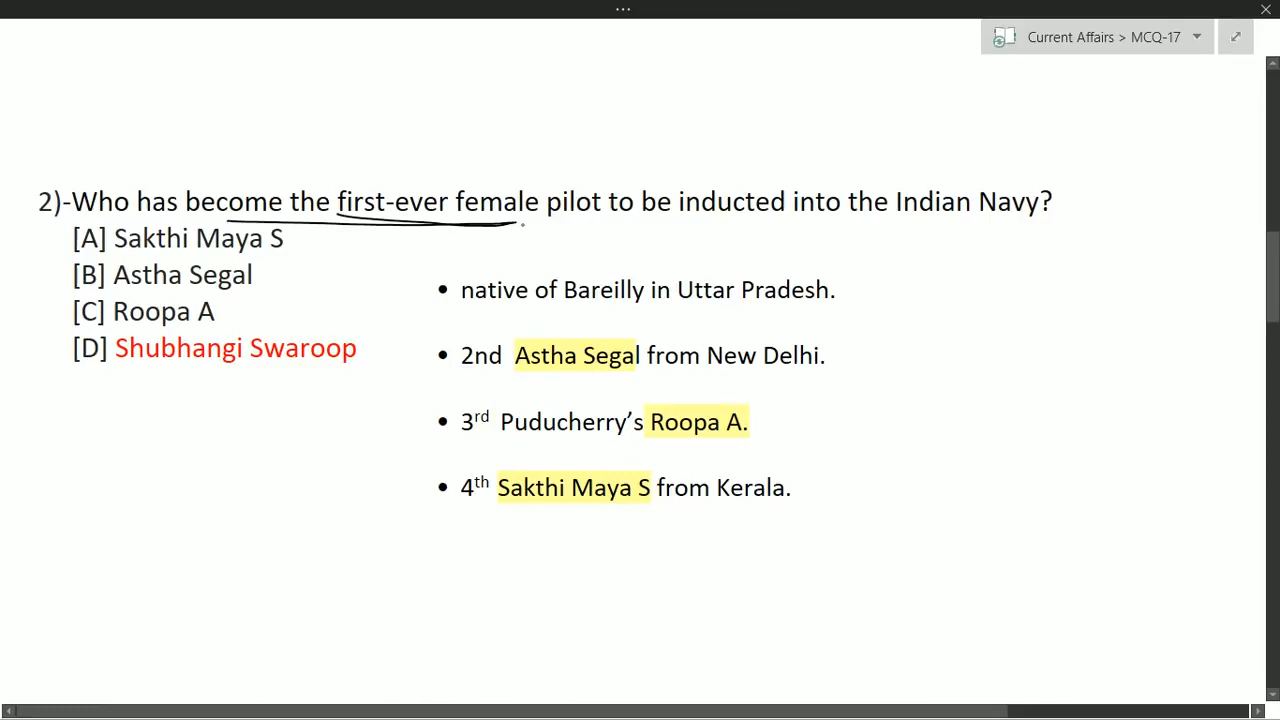 Current Affairs > MCQ-17
2)-Who has become the first-ever female pilot to be inducted into the Indian Navy?
[A] Sakthi Maya S
[B] Astha Segal
[C] Roopa A
[D] Shubhangi Swaroop
• native of Bareilly in Uttar Pradesh.
• 2nd Astha Segal from New Delhi.
• 3rd Puducherry’s Roopa A.
• 4th Sakthi Maya S from Kerala.